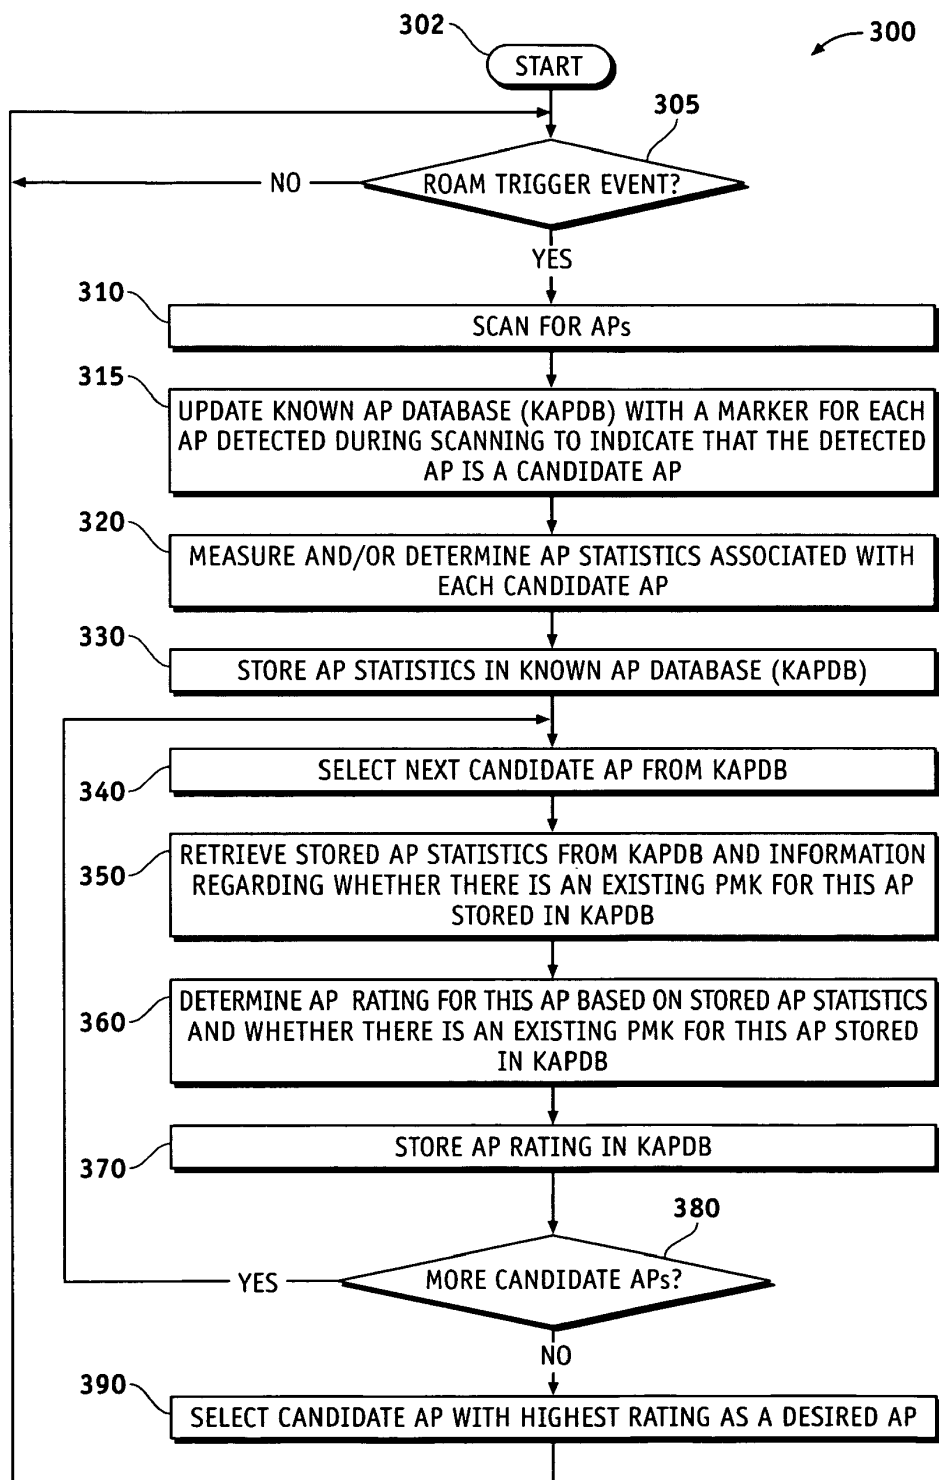 302
300
START
305
ROAM TRIGGER EVENT?
NO
YES
310
SCAN FOR APs
315
UPDATE KNOWN AP DATABASE (KAPDB) WITH A MARKER FOR EACH
AP DETECTED DURING SCANNING TO INDICATE THAT THE DETECTED
AP IS A CANDIDATE AP
320
MEASURE AND/OR DETERMINE AP STATISTICS ASSOCIATED WITH
EACH CANDIDATE AP
330
STORE AP STATISTICS IN KNOWN AP DATABASE (KAPDB)
340
SELECT NEXT CANDIDATE AP FROM KAPDB
350
RETRIEVE STORED AP STATISTICS FROM KAPDB AND INFORMATION
REGARDING WHETHER THERE IS AN EXISTING PMK FOR THIS AP
STORED IN KAPDB
360
DETERMINE AP RATING FOR THIS AP BASED ON STORED AP STATISTICS
AND WHETHER THERE IS AN EXISTING PMK FOR THIS AP STORED
IN KAPDB
370
STORE AP RATING IN KAPDB
380
MORE CANDIDATE APs?
YES
NO
390
SELECT CANDIDATE AP WITH HIGHEST RATING AS A DESIRED AP